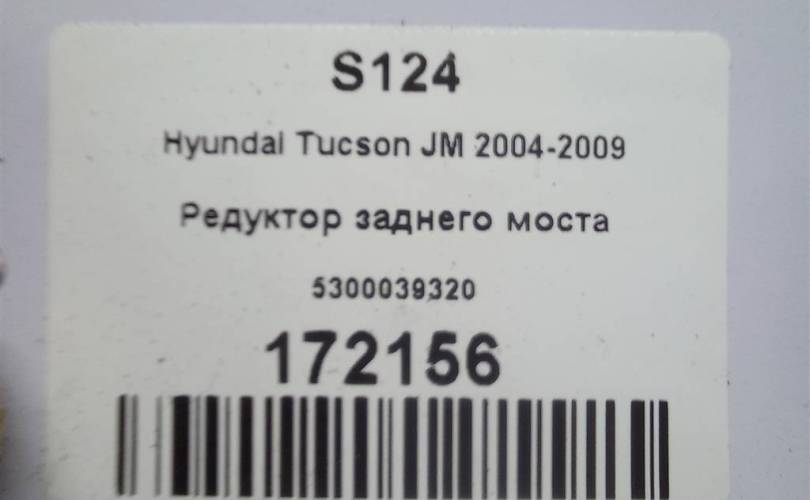 S124
Hyundai Tucson JM 2004-2009
Редуктор заднего моста
5300039320
172156